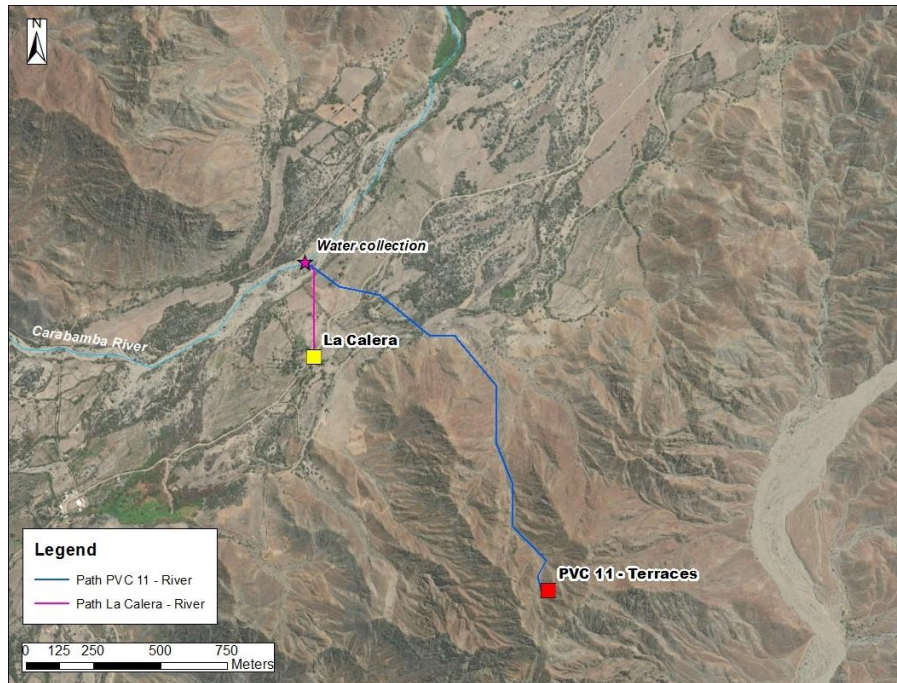 N
Water collection
Carabamba River
La Calera
PVC 11 - Terraces
Legend
Path PVC 11 - River
Path La Calera - River
0 125 250 500 750
Meters